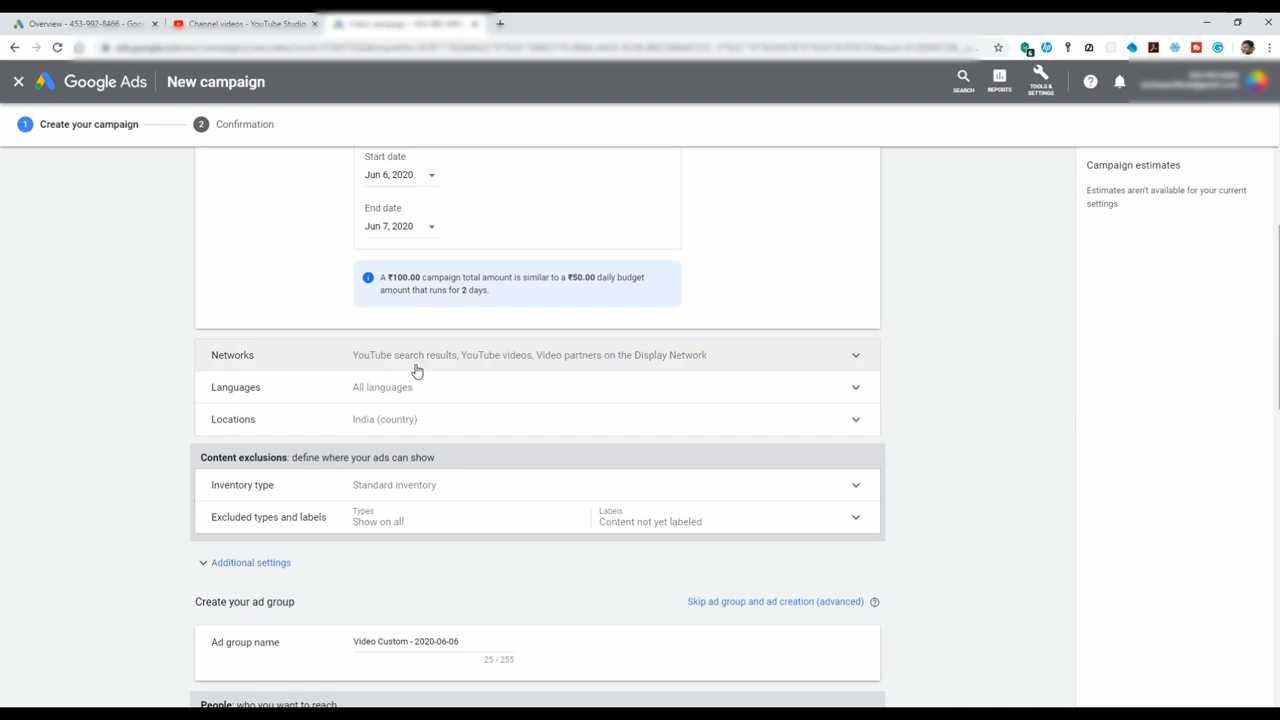 Overview - 453-992-8466 - Goo
Channel videos - YouTube Studio
Google Ads
New campaign
SEARCH
REPORTS
TOOLS &
SETTINGS
1 Create your campaign
2 Confirmation
Start date
Jun 6, 2020
End date
Jun 7, 2020
A ₹100.00 campaign total amount is similar to a ₹50.00 daily budget
amount that runs for 2 days.
Campaign estimates
Estimates aren't available for your current
settings
Networks YouTube search results, YouTube videos, Video partners on the Display Network
Languages All languages
Locations India (country)
Content exclusions: define where your ads can show
Inventory type Standard inventory
Excluded types and labels
Types
Show on all
Labels
Content not yet labeled
Additional settings
Create your ad group
Skip ad group and ad creation (advanced)
Ad group name Video Custom - 2020-06-06
25 / 255
People: who you want to reach